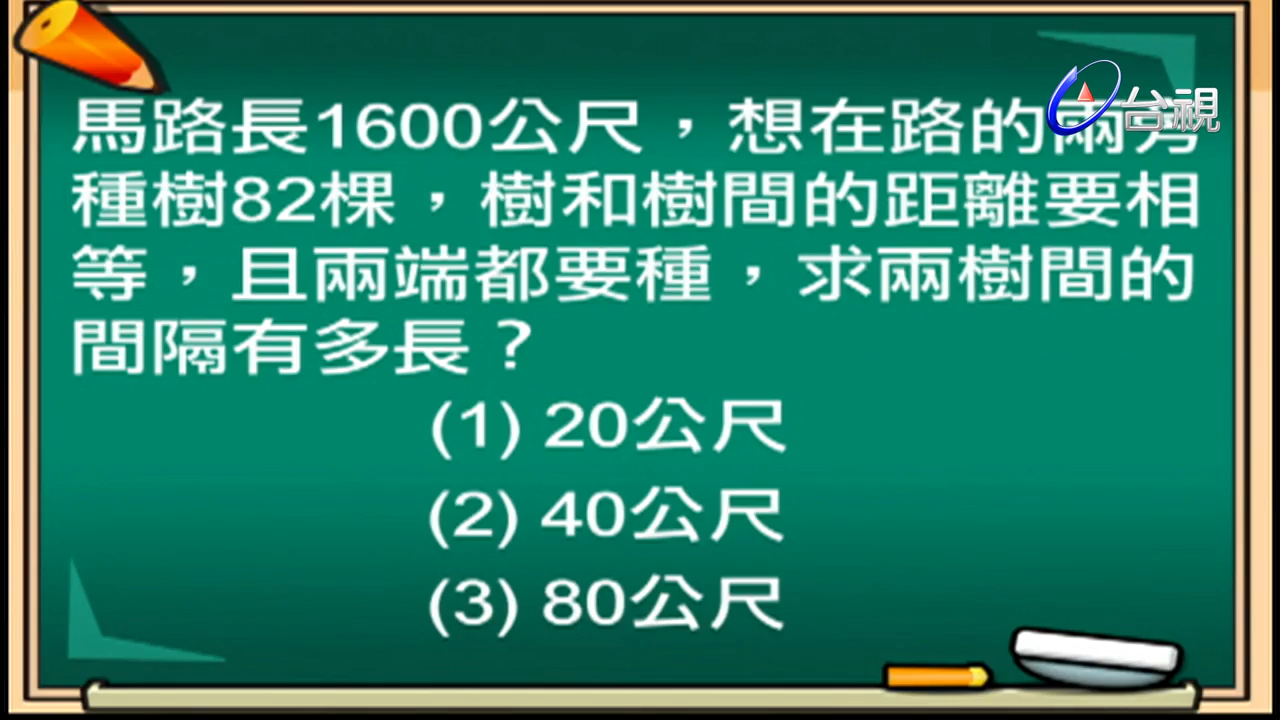 馬路長1600公尺，想在路的兩旁
台視
種樹82棵，樹和樹間的距離要相
等，且兩端都要種，求兩樹間的
間隔有多長？
(1) 20公尺
(2) 40公尺
(3) 80公尺